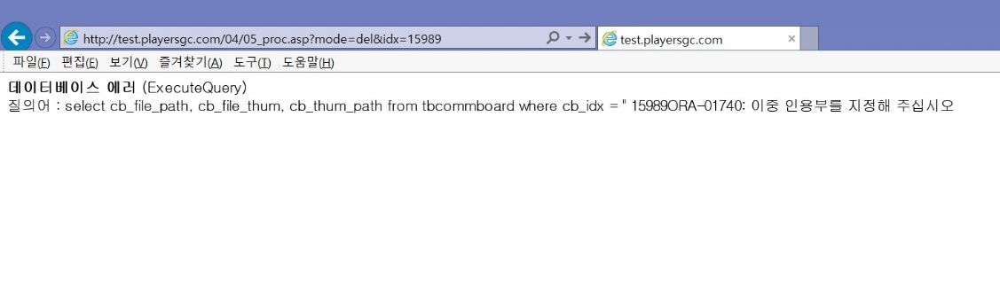 http://test.playersgc.com/04/05_proc.asp?mode=del&idx=15989
test.playersgc.com
파일(F) 편집(E) 보기(V) 즐겨찾기(A) 도구(T) 도움말(H)
데이터베이스 에러 (ExecuteQuery)
질의어 : select cb_file_path, cb_file_thum, cb_thum_path from tbcommboard where cb_idx = " 15989ORA-01740: 이중 인용부를 지정해 주십시오